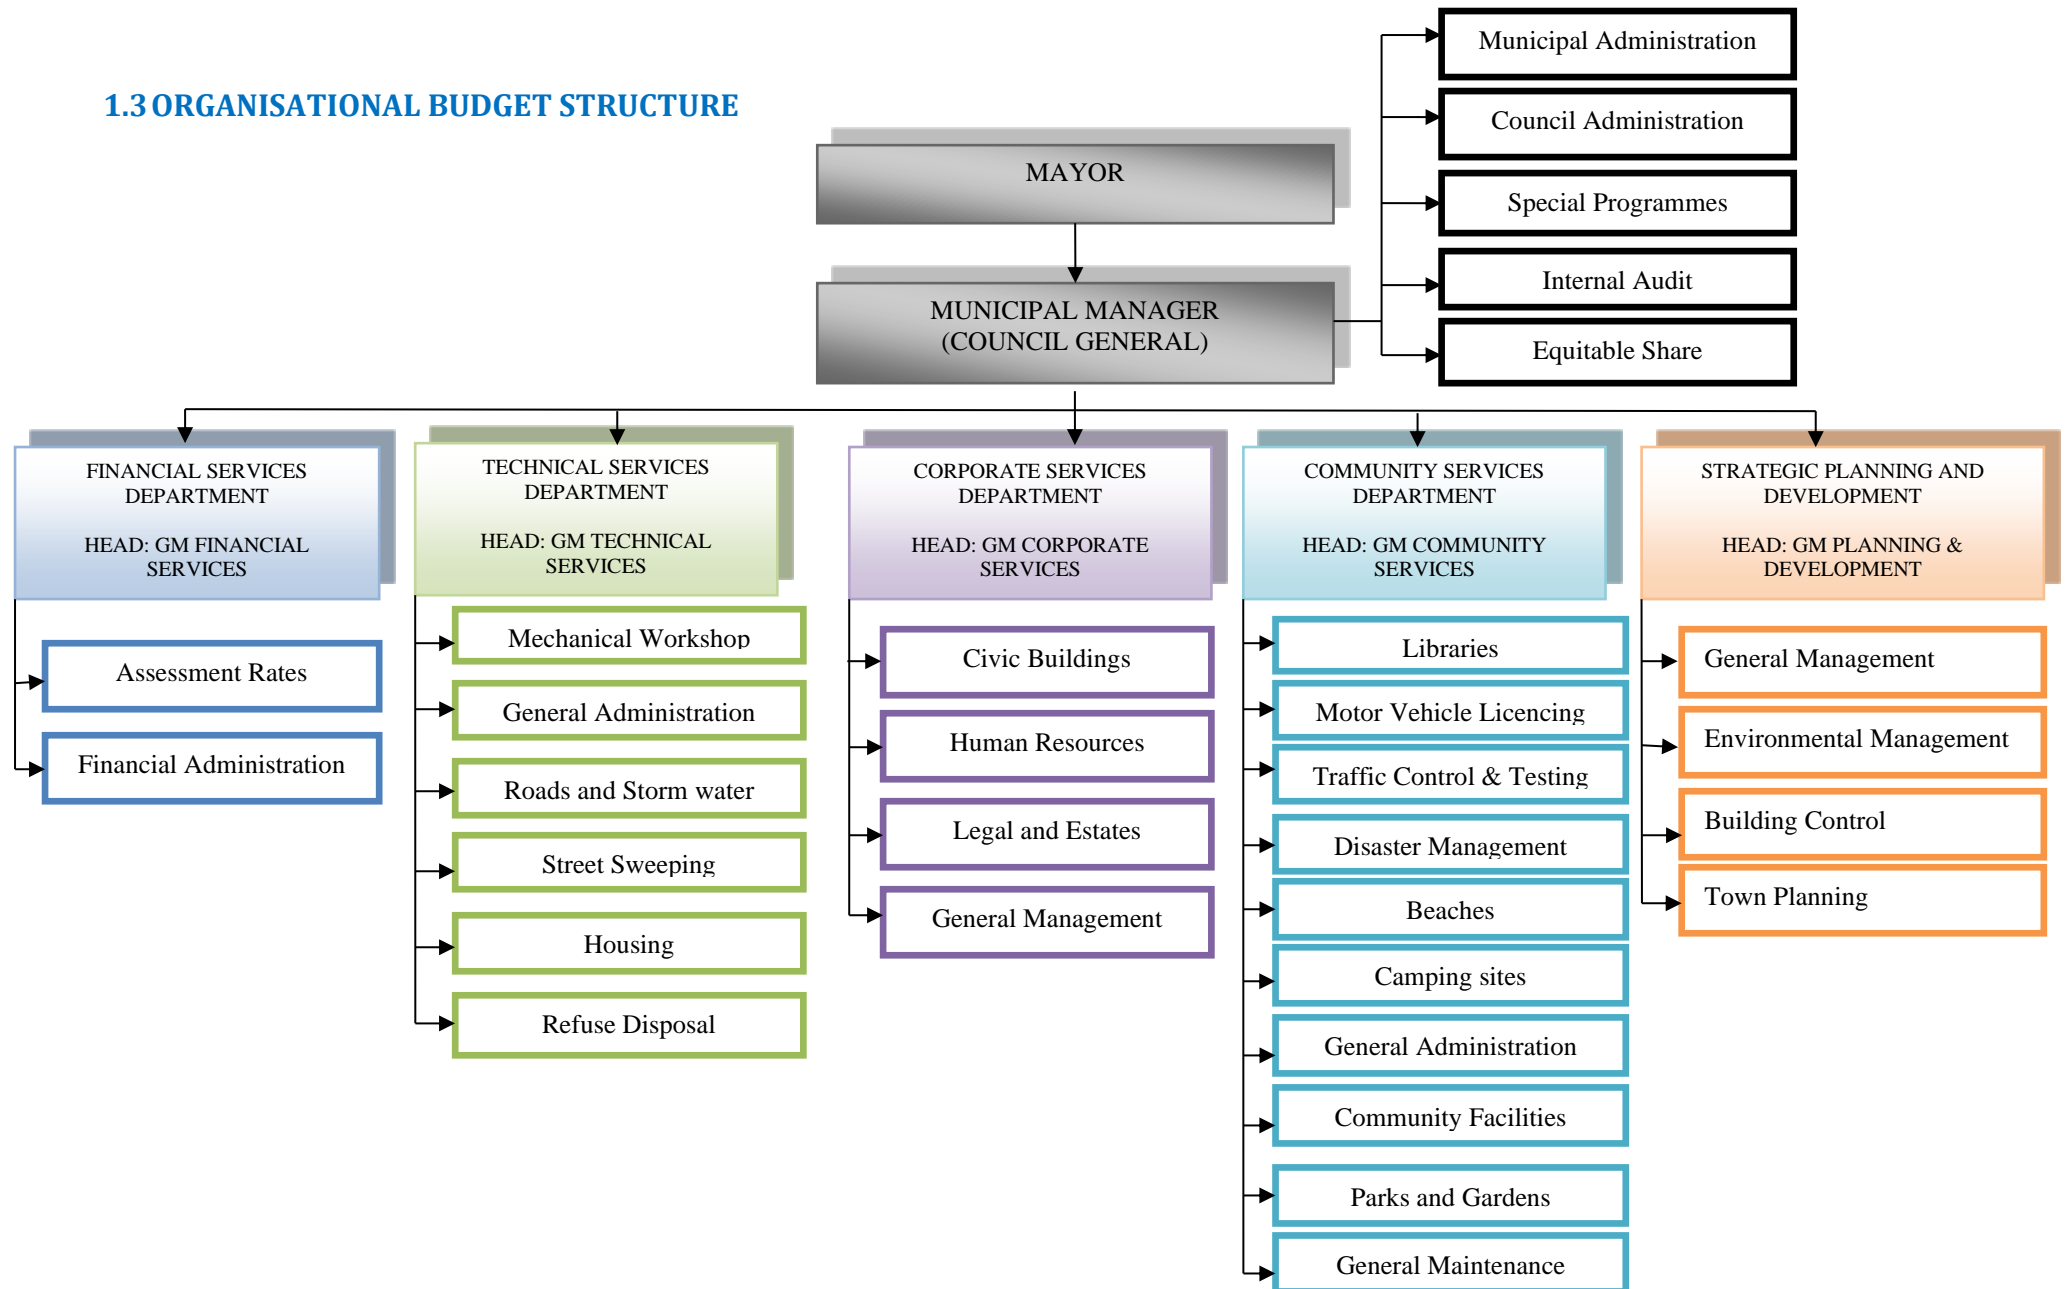 1.3 ORGANISATIONAL BUDGET STRUCTURE
MAYOR
MUNICIPAL MANAGER
(COUNCIL GENERAL)
Municipal Administration
Council Administration
Special Programmes
Internal Audit
Equitable Share
FINANCIAL SERVICES
DEPARTMENT
HEAD: GM FINANCIAL
SERVICES
Assessment Rates
Financial Administration
TECHNICAL SERVICES
DEPARTMENT
HEAD: GM TECHNICAL
SERVICES
Mechanical Workshop
General Administration
Roads and Storm water
Street Sweeping
Housing
Refuse Disposal
CORPORATE SERVICES
DEPARTMENT
HEAD: GM CORPORATE
SERVICES
Civic Buildings
Human Resources
Legal and Estates
General Management
COMMUNITY SERVICES
DEPARTMENT
HEAD: GM COMMUNITY
SERVICES
Libraries
Motor Vehicle Licencing
Traffic Control & Testing
Disaster Management
Beaches
Camping sites
General Administration
Community Facilities
Parks and Gardens
General Maintenance
STRATEGIC PLANNING AND
DEVELOPMENT
HEAD: GM PLANNING &
DEVELOPMENT
General Management
Environmental Management
Building Control
Town Planning